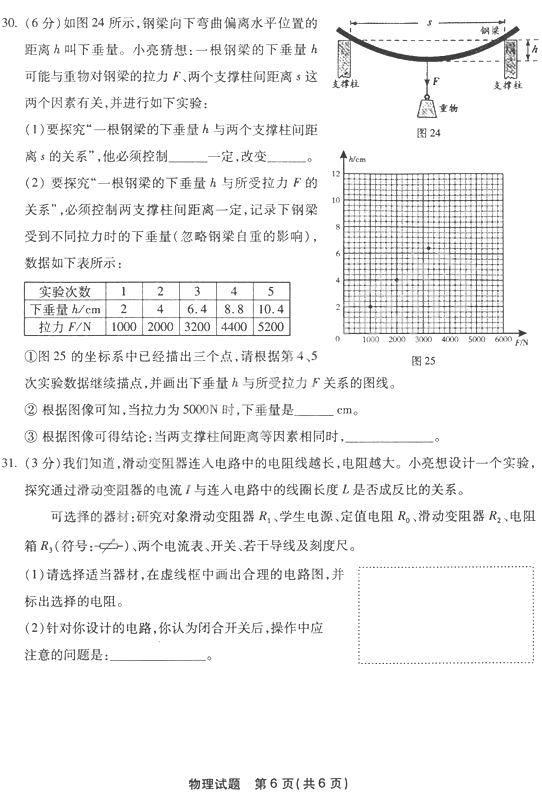 30. (6分)如图24所示,钢梁向下弯曲偏离水平位置的
距离h叫下垂量。小亮猜想:一根钢梁的下垂量h
可能与重物对钢梁的拉力F、两个支撑柱间距离s这
两个因素有关,并进行如下实验:
(1)要探究“一根钢梁的下垂量h与两个支撑柱间距
离s的关系”,他必须控制______一定,改变______。
(2) 要探究“一根钢梁的下垂量h与所受拉力F的
关系”,必须控制两支撑柱间距离一定,记录下钢梁
受到不同拉力时的下垂量(忽略钢梁自重的影响),
数据如下表所示:
实验次数 1 2 3 4 5
下垂量h/cm 2 4 6.4 8.8 10.4
拉力F/N 1000 2000 3200 4400 5200
s
钢梁
h
支撑柱
F
支撑柱
重物
图24
h/cm
12
10
8
6
4
2
0 1000 2000 3000 4000 5000 6000 F/N
图25
①图25的坐标系中已经描出三个点,请根据第4、5
次实验数据继续描点,并画出下垂量h与所受拉力F关系的图线。
② 根据图像可知,当拉力为5000N时,下垂量是______cm。
③ 根据图像可得结论:当两支撑柱间距离等因素相同时,______________。
31. (3分)我们知道,滑动变阻器连入电路中的电阻线越长,电阻越大。小亮想设计一个实验,
探究通过滑动变阻器的电流I与连入电路中的线圈长度L是否成反比的关系。
可选择的器材:研究对象滑动变阻器R₁、学生电源、定值电阻R₀、滑动变阻器R₂、电阻
箱R₃(符号: )、两个电流表、开关、若干导线及刻度尺。
(1)请选择适当器材,在虚线框中画出合理的电路图,并
标出选择的电阻。
(2)针对你设计的电路,你认为闭合开关后,操作中应
注意的问题是:______________。
物理试题 第6页(共6页)